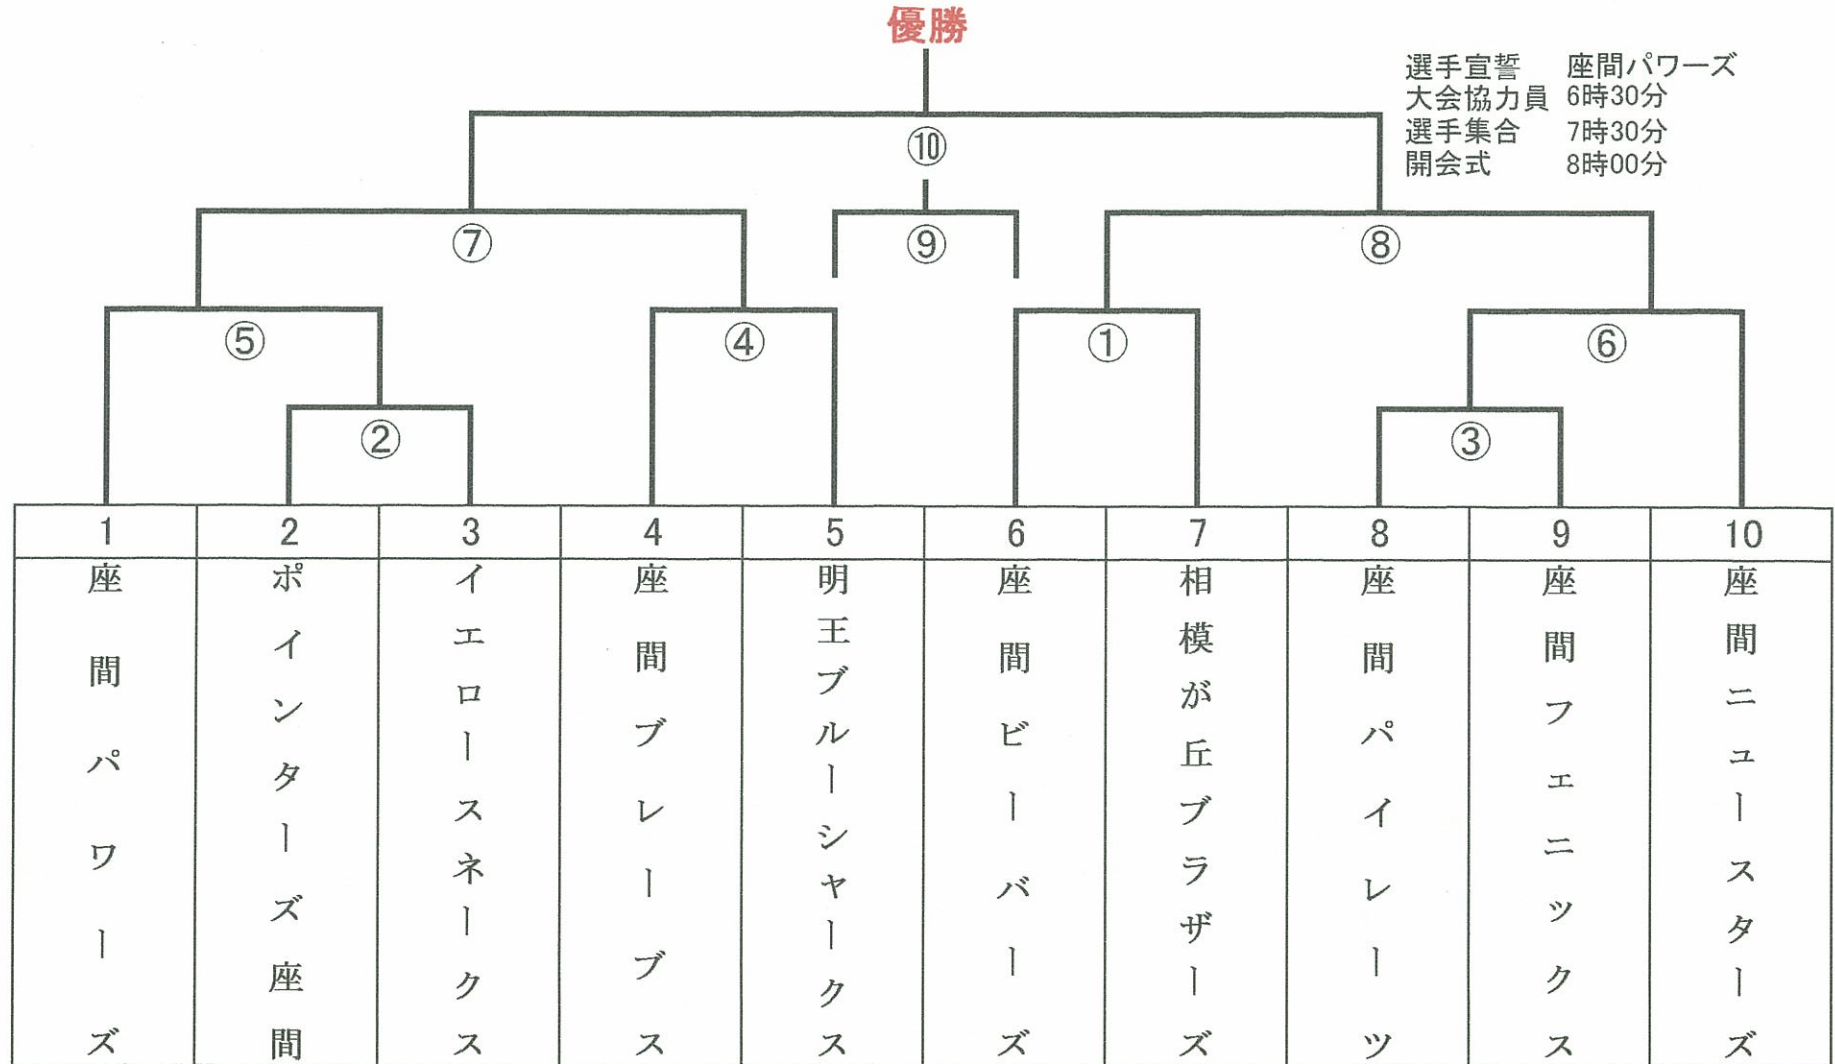 優勝
選手宣誓 座間パワーズ
大会協力員 6時30分
選手集合 7時30分
開会式 8時00分
⑩
⑦ ⑨ ⑧
⑤ ④ ① ⑥
② ③
1 2 3 4 5 6 7 8 9 10
座間パワーズ
ポインターズ座間
イエロースネークス
座間ブレーブス
明王ブルーシャークス
座間ビーバーズ
相模が丘ブラザーズ
座間パイレーツ
座間フェニックス
座間ニュースターズ